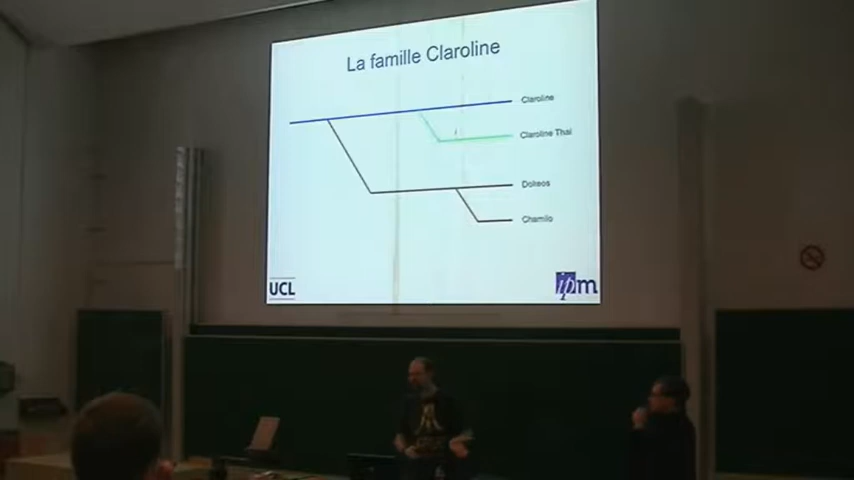 La famille Claroline
Claroline
Claroline Thai
Dokeos
Chamilo
UCL
ipm